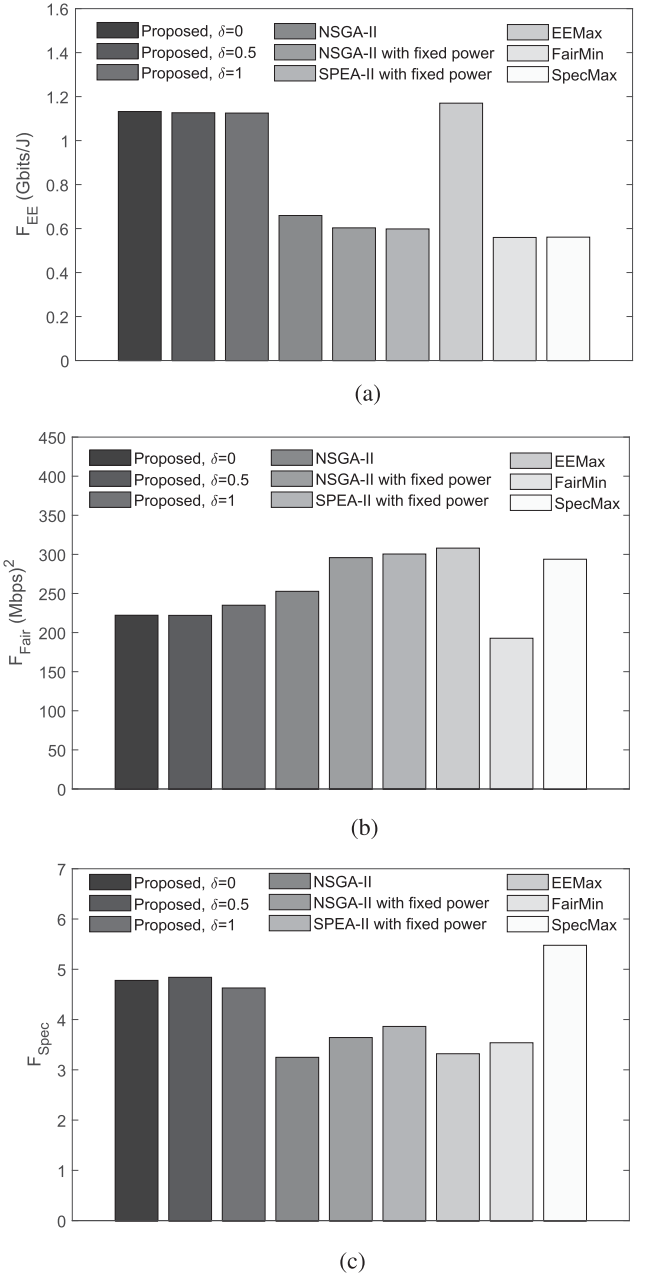 1.6
1.4
1.2
1
0.8
0.6
0.4
0.2
0
F_EE (Gbits/J)
Proposed, δ=0
Proposed, δ=0.5
Proposed, δ=1
NSGA-II
NSGA-II with fixed power
SPEA-II with fixed power
EEMax
FairMin
SpecMax
(a)
450
400
350
300
250
200
150
100
50
0
F_Fair (Mbps)^2
Proposed, δ=0
Proposed, δ=0.5
Proposed, δ=1
NSGA-II
NSGA-II with fixed power
SPEA-II with fixed power
EEMax
FairMin
SpecMax
(b)
7
6
5
4
3
2
1
0
F_Spec
Proposed, δ=0
Proposed, δ=0.5
Proposed, δ=1
NSGA-II
NSGA-II with fixed power
SPEA-II with fixed power
EEMax
FairMin
SpecMax
(c)